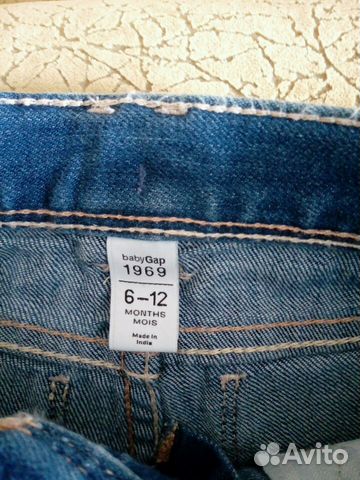 babyGap
1969
6–12
MONTHS
MOIS
Made in
India
Avito